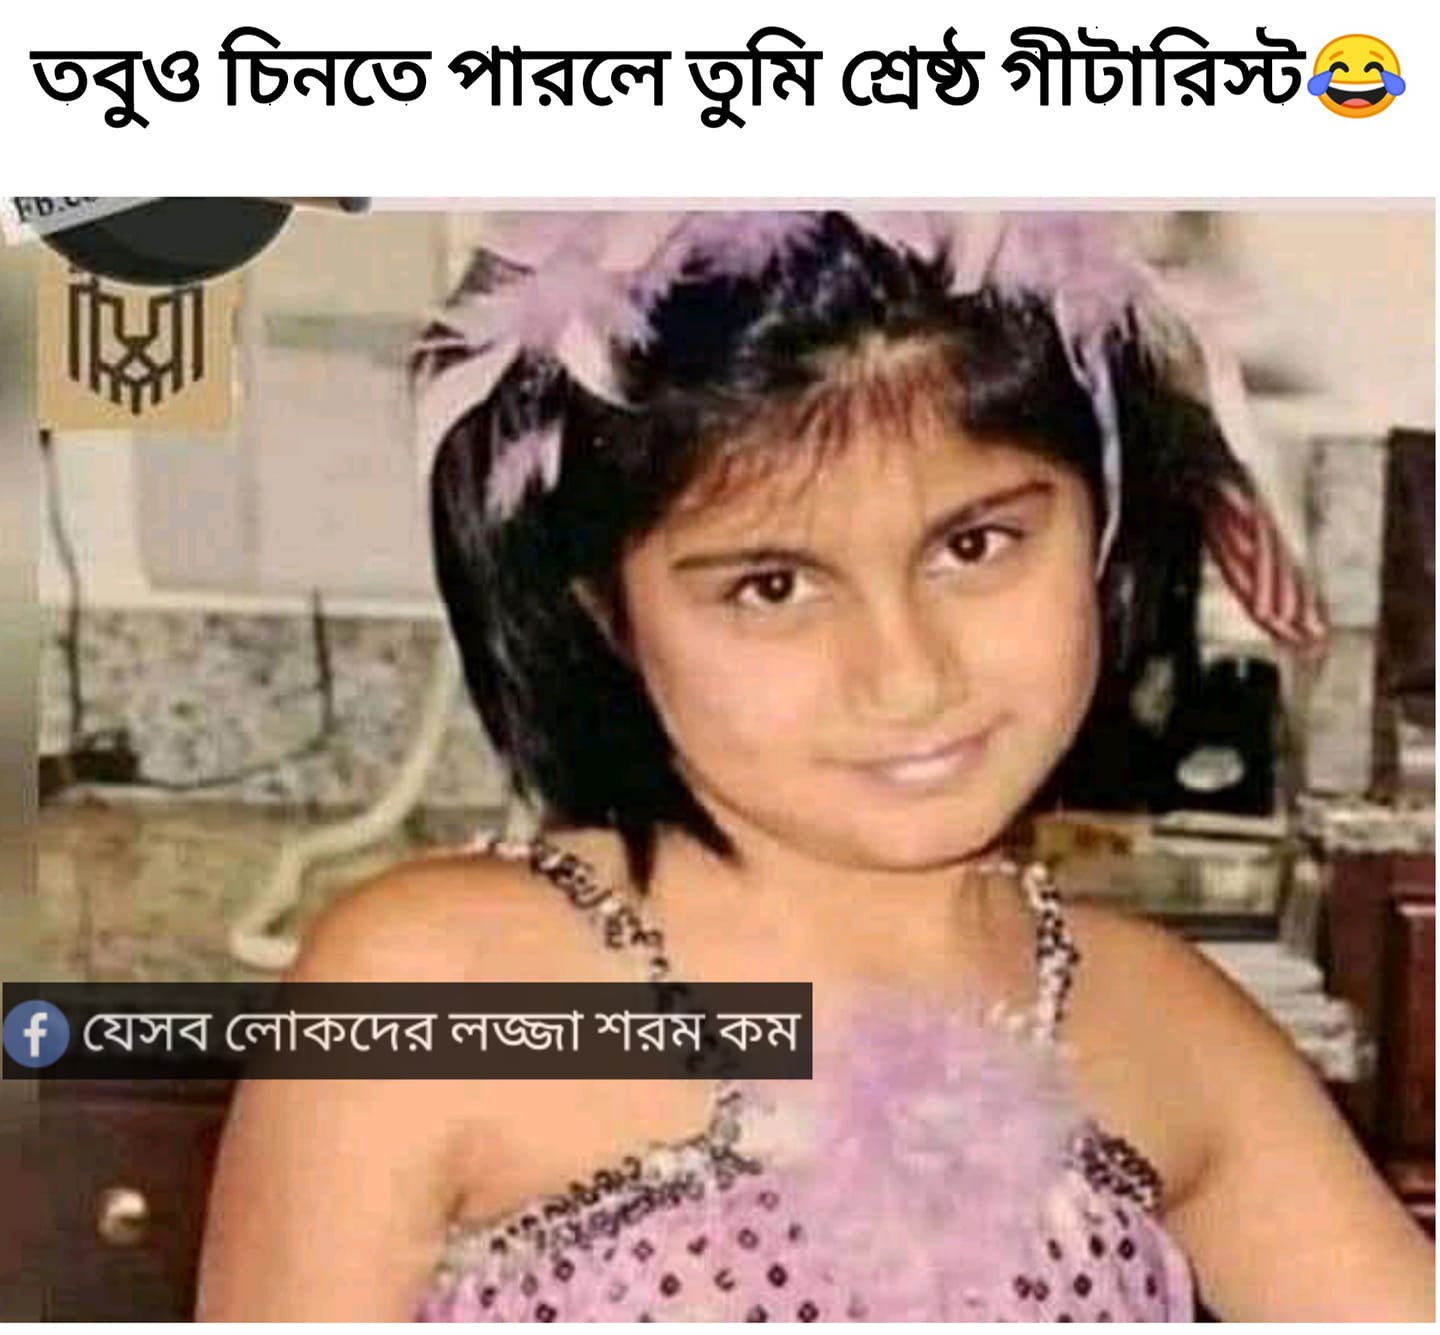 তবুও চিনতে পারলে তুমি শ্রেষ্ঠ গীটারিস্ট😂
যেসব লোকদের লজ্জা শরম কম